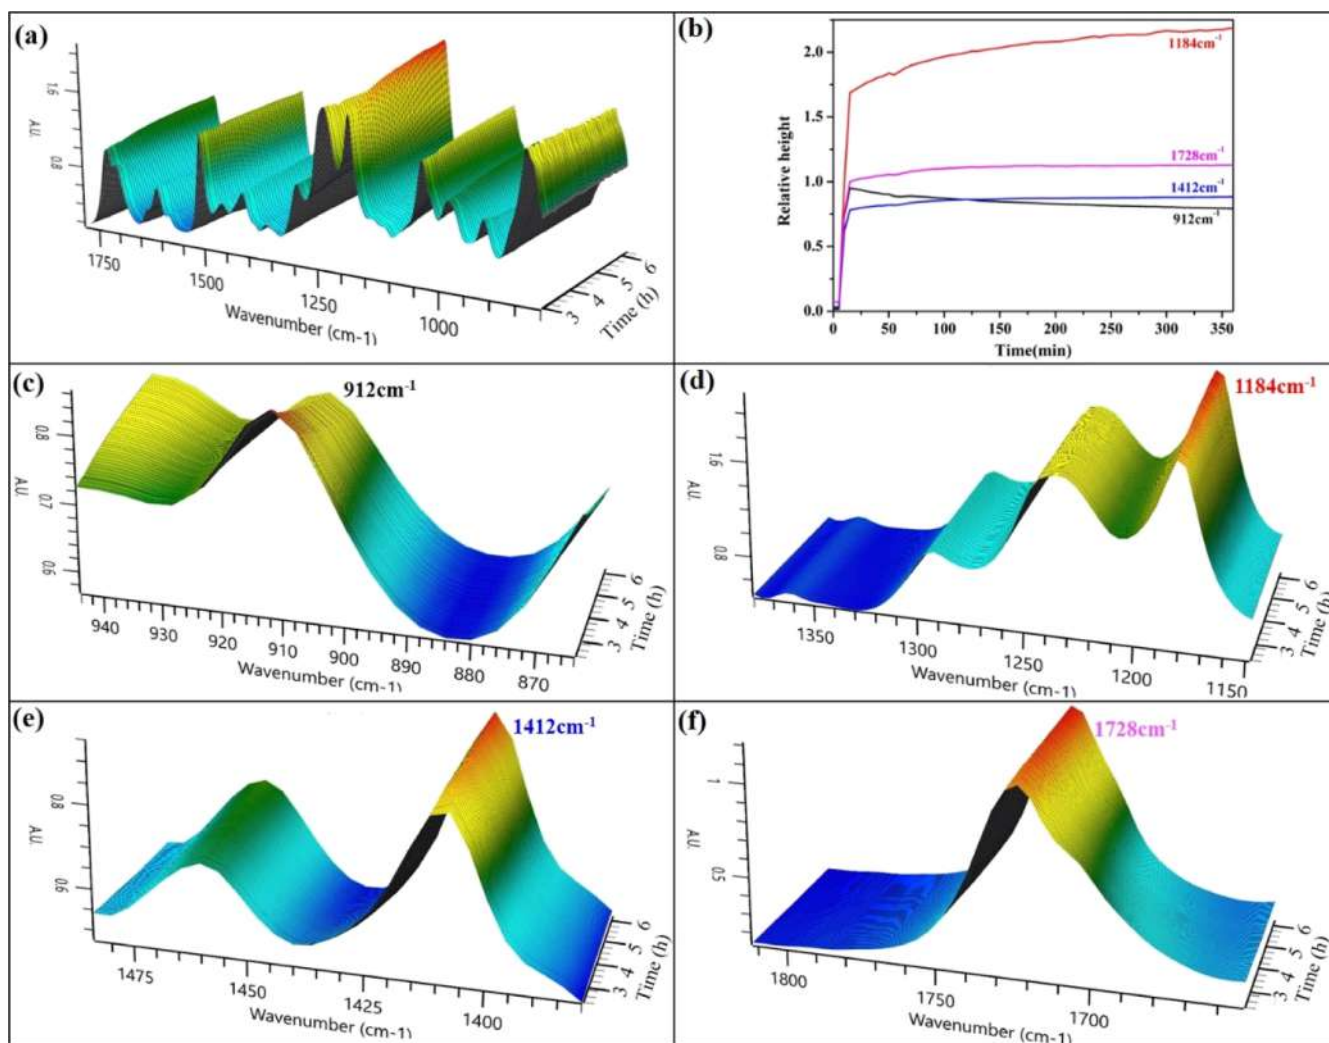 (a)
A.U.
1.6
0.8
1750
1500
1250
1000
Wavenumber (cm-1)
3 4 5 6
Time (h)
(b)
Relative height
2.0
1.5
1.0
0.5
0.0
1184cm-1
1728cm-1
1412cm-1
912cm-1
0 50 100 150 200 250 300 350
Time(min)
(c)
912cm-1
A.U.
0.8
0.7
0.6
940 930 920 910 900 890 880 870
Wavenumber (cm-1)
3 4 5 6
Time (h)
(d)
1184cm-1
A.U.
1.6
0.8
1350 1300 1250 1200 1150
Wavenumber (cm-1)
3 4 5 6
Time (h)
(e)
1412cm-1
A.U.
0.8
0.6
1475 1450 1425 1400
Wavenumber (cm-1)
3 4 5 6
Time (h)
(f)
1728cm-1
A.U.
1
0.5
1800 1750 1700
Wavenumber (cm-1)
3 4 5 6
Time (h)